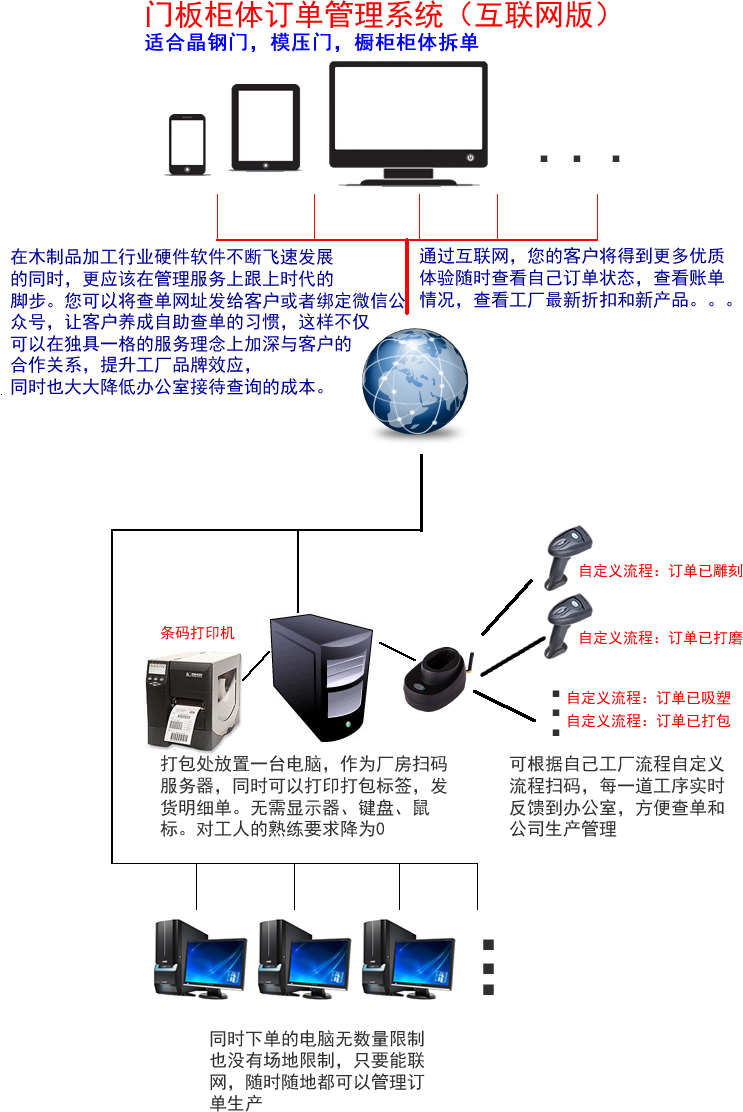 门板柜体订单管理系统（互联网版）
适合晶钢门，模压门，橱柜柜体拆单
在木制品加工行业硬件软件不断飞速发展
的同时，更应该在管理服务上跟上时代的
脚步。您可以将查单网址发给客户或者绑定微信公
众号，让客户养成自助查单的习惯，这样不仅
可以在独具一格的服务理念上加深与客户的
合作关系，提升工厂品牌效应，
同时也大大降低办公室接待查询的成本。
通过互联网，您的客户将得到更多优质
体验随时查看自己订单状态，查看账单
情况，查看工厂最新折扣和新产品。。。
自定义流程：订单已雕刻
条码打印机
自定义流程：订单已打磨
自定义流程：订单已吸塑
自定义流程：订单已打包
打包处放置一台电脑，作为厂房扫码
服务器，同时可以打印打包标签，发
货明细单。无需显示器、键盘、鼠
标。对工人的熟练要求降为0
可根据自己工厂流程自定义
流程扫码，每一道工序实时
反馈到办公室，方便查单和
公司生产管理
同时下单的电脑无数量限制
也没有场地限制，只要能联
网，随时随地都可以管理订
单生产